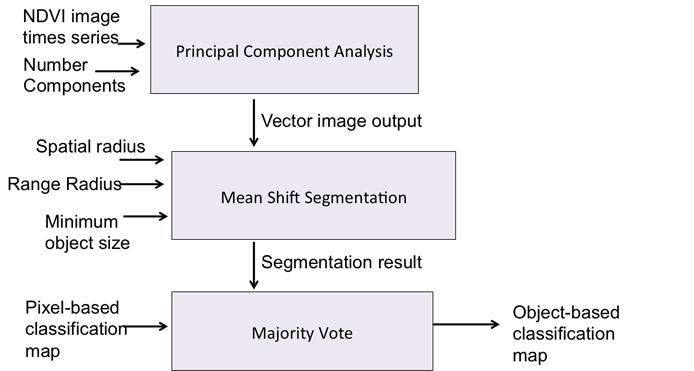 NDVI image
times series
Principal Component Analysis
Number
Components
Vector image output
Spatial radius
Range Radius
Mean Shift Segmentation
Minimum
object size
Segmentation result
Pixel-based
classification
map
Majority Vote
Object-based
classification
map